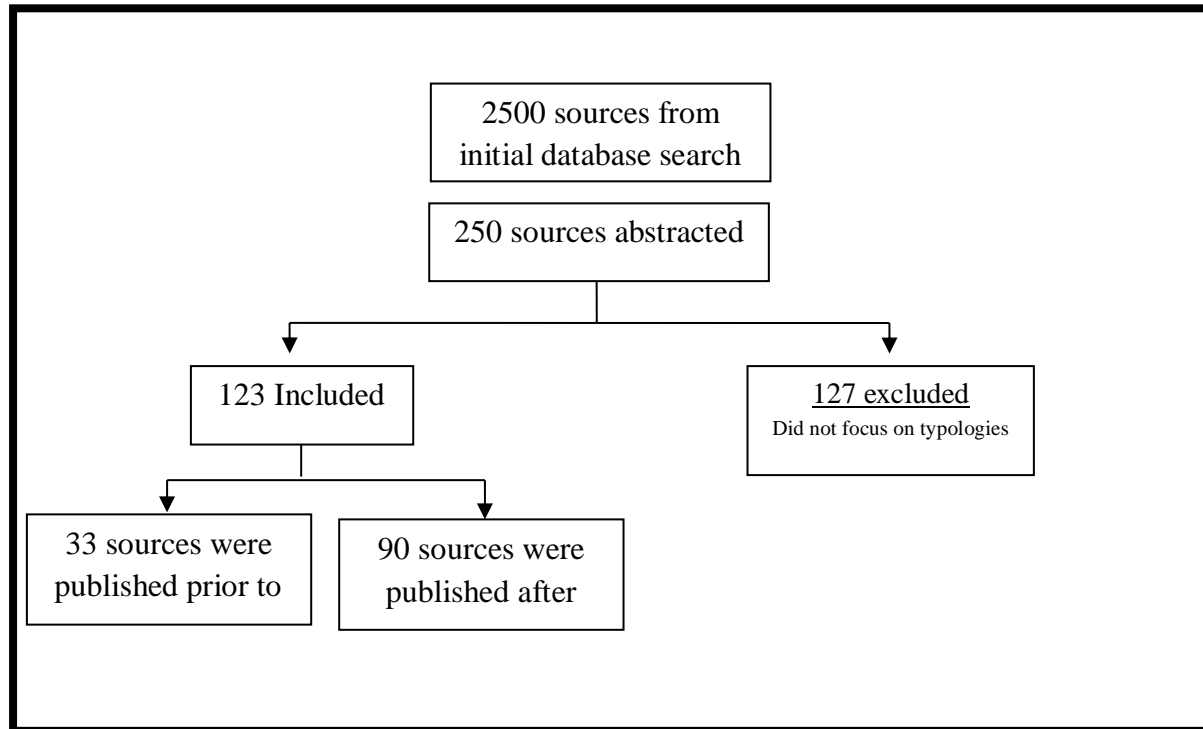 2500 sources from
initial database search
250 sources abstracted
123 Included
127 excluded
Did not focus on typologies
33 sources were
published prior to
90 sources were
published after